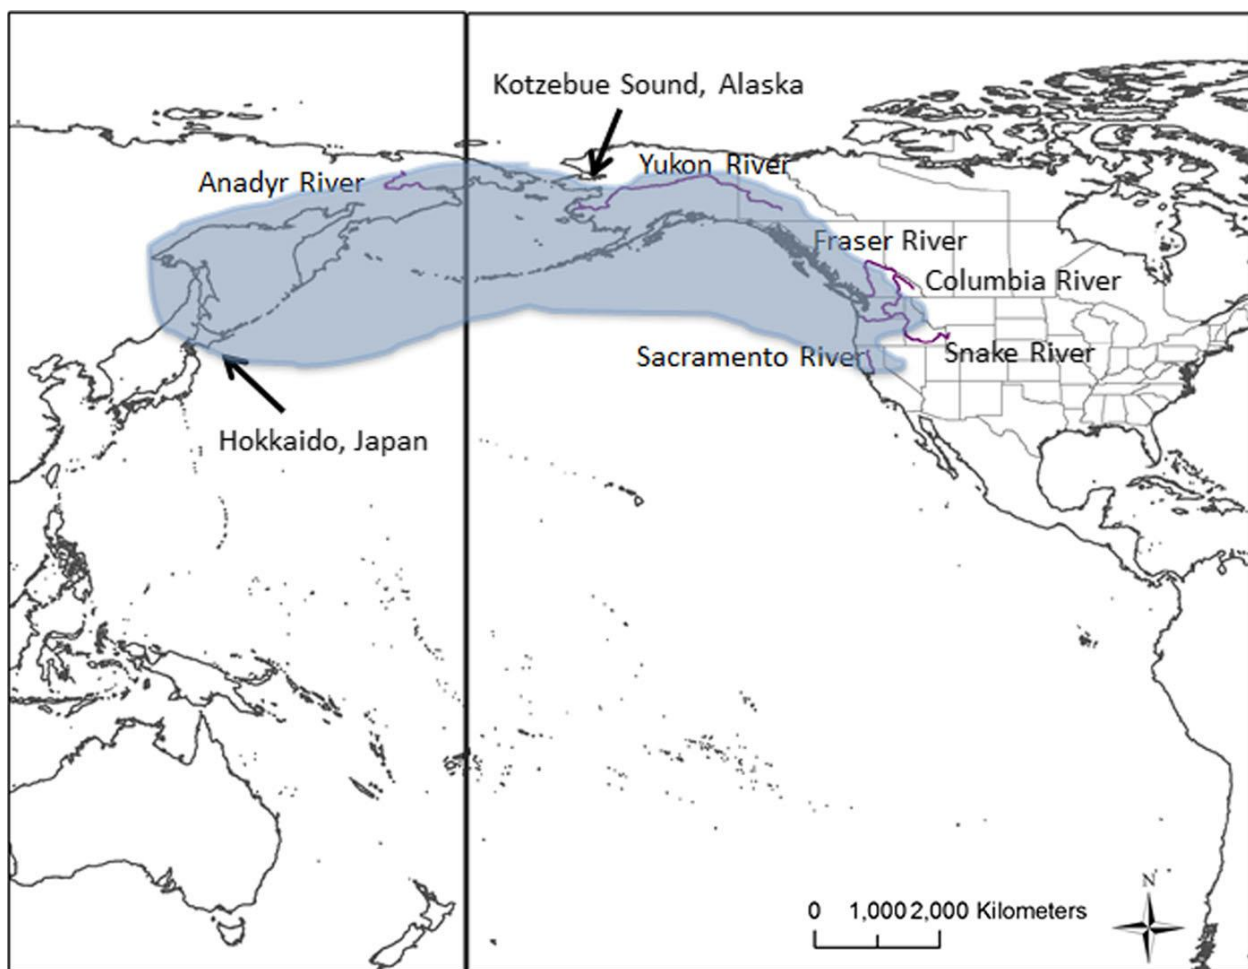 Kotzebue Sound, Alaska
Yukon River
Anadyr River
Fraser River
Columbia River
Sacramento River
Snake River
Hokkaido, Japan
N
0 1,000 2,000 Kilometers